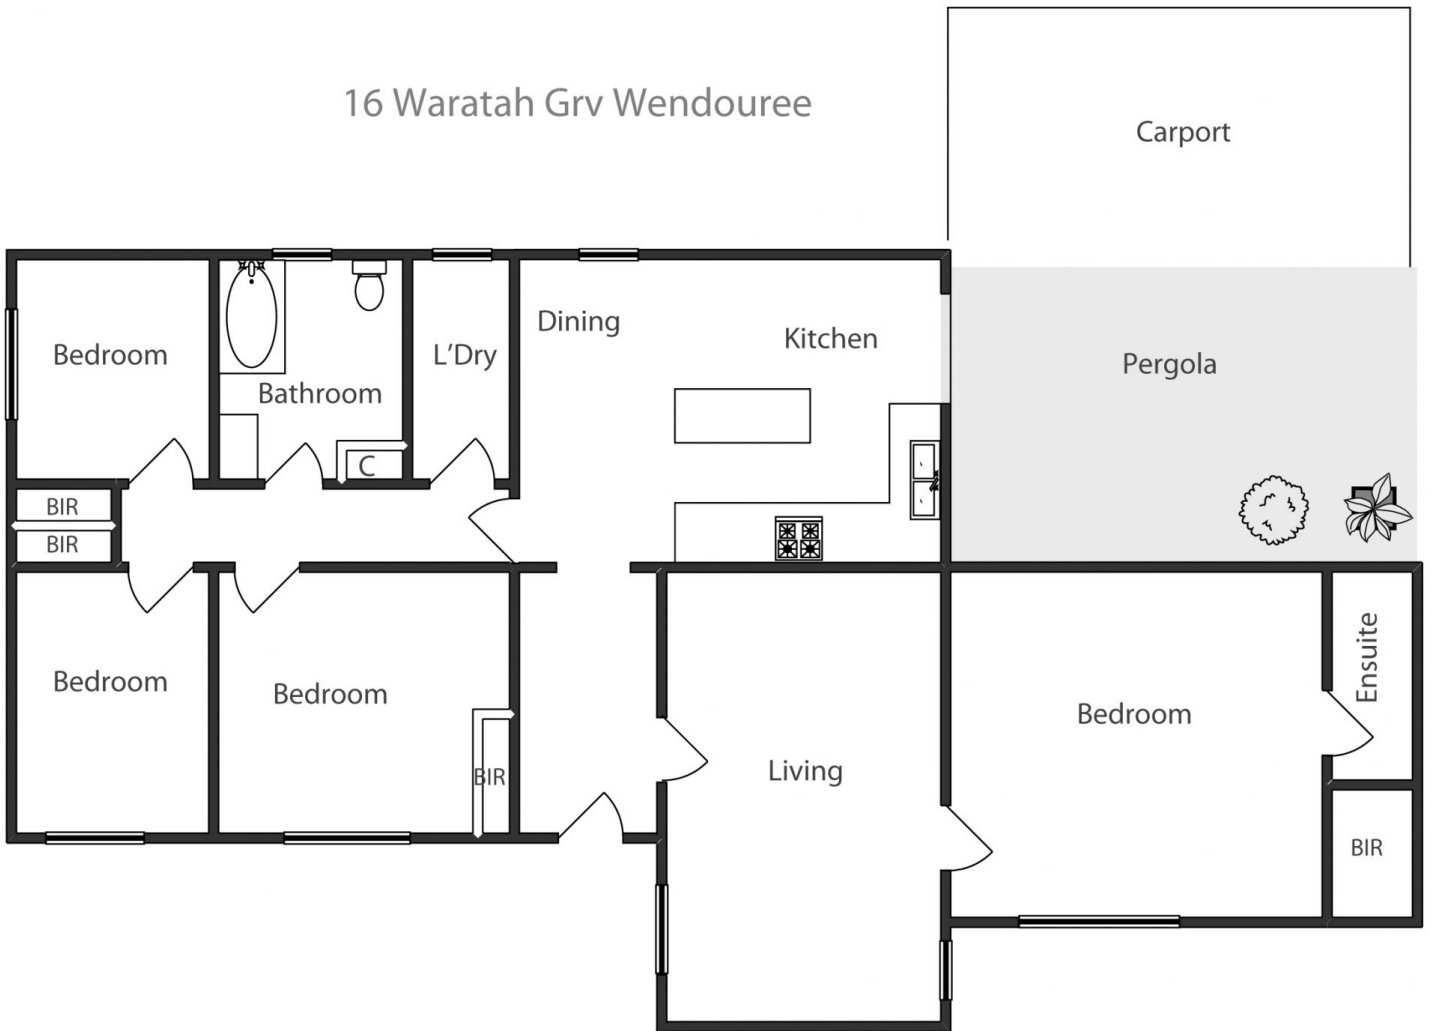 16 Waratah Grv Wendouree
Carport
Dining
Kitchen
Pergola
Bedroom
L'Dry
Bathroom
C
BIR
BIR
Bedroom
Bedroom
BIR
Living
Bedroom
Ensuite
BIR